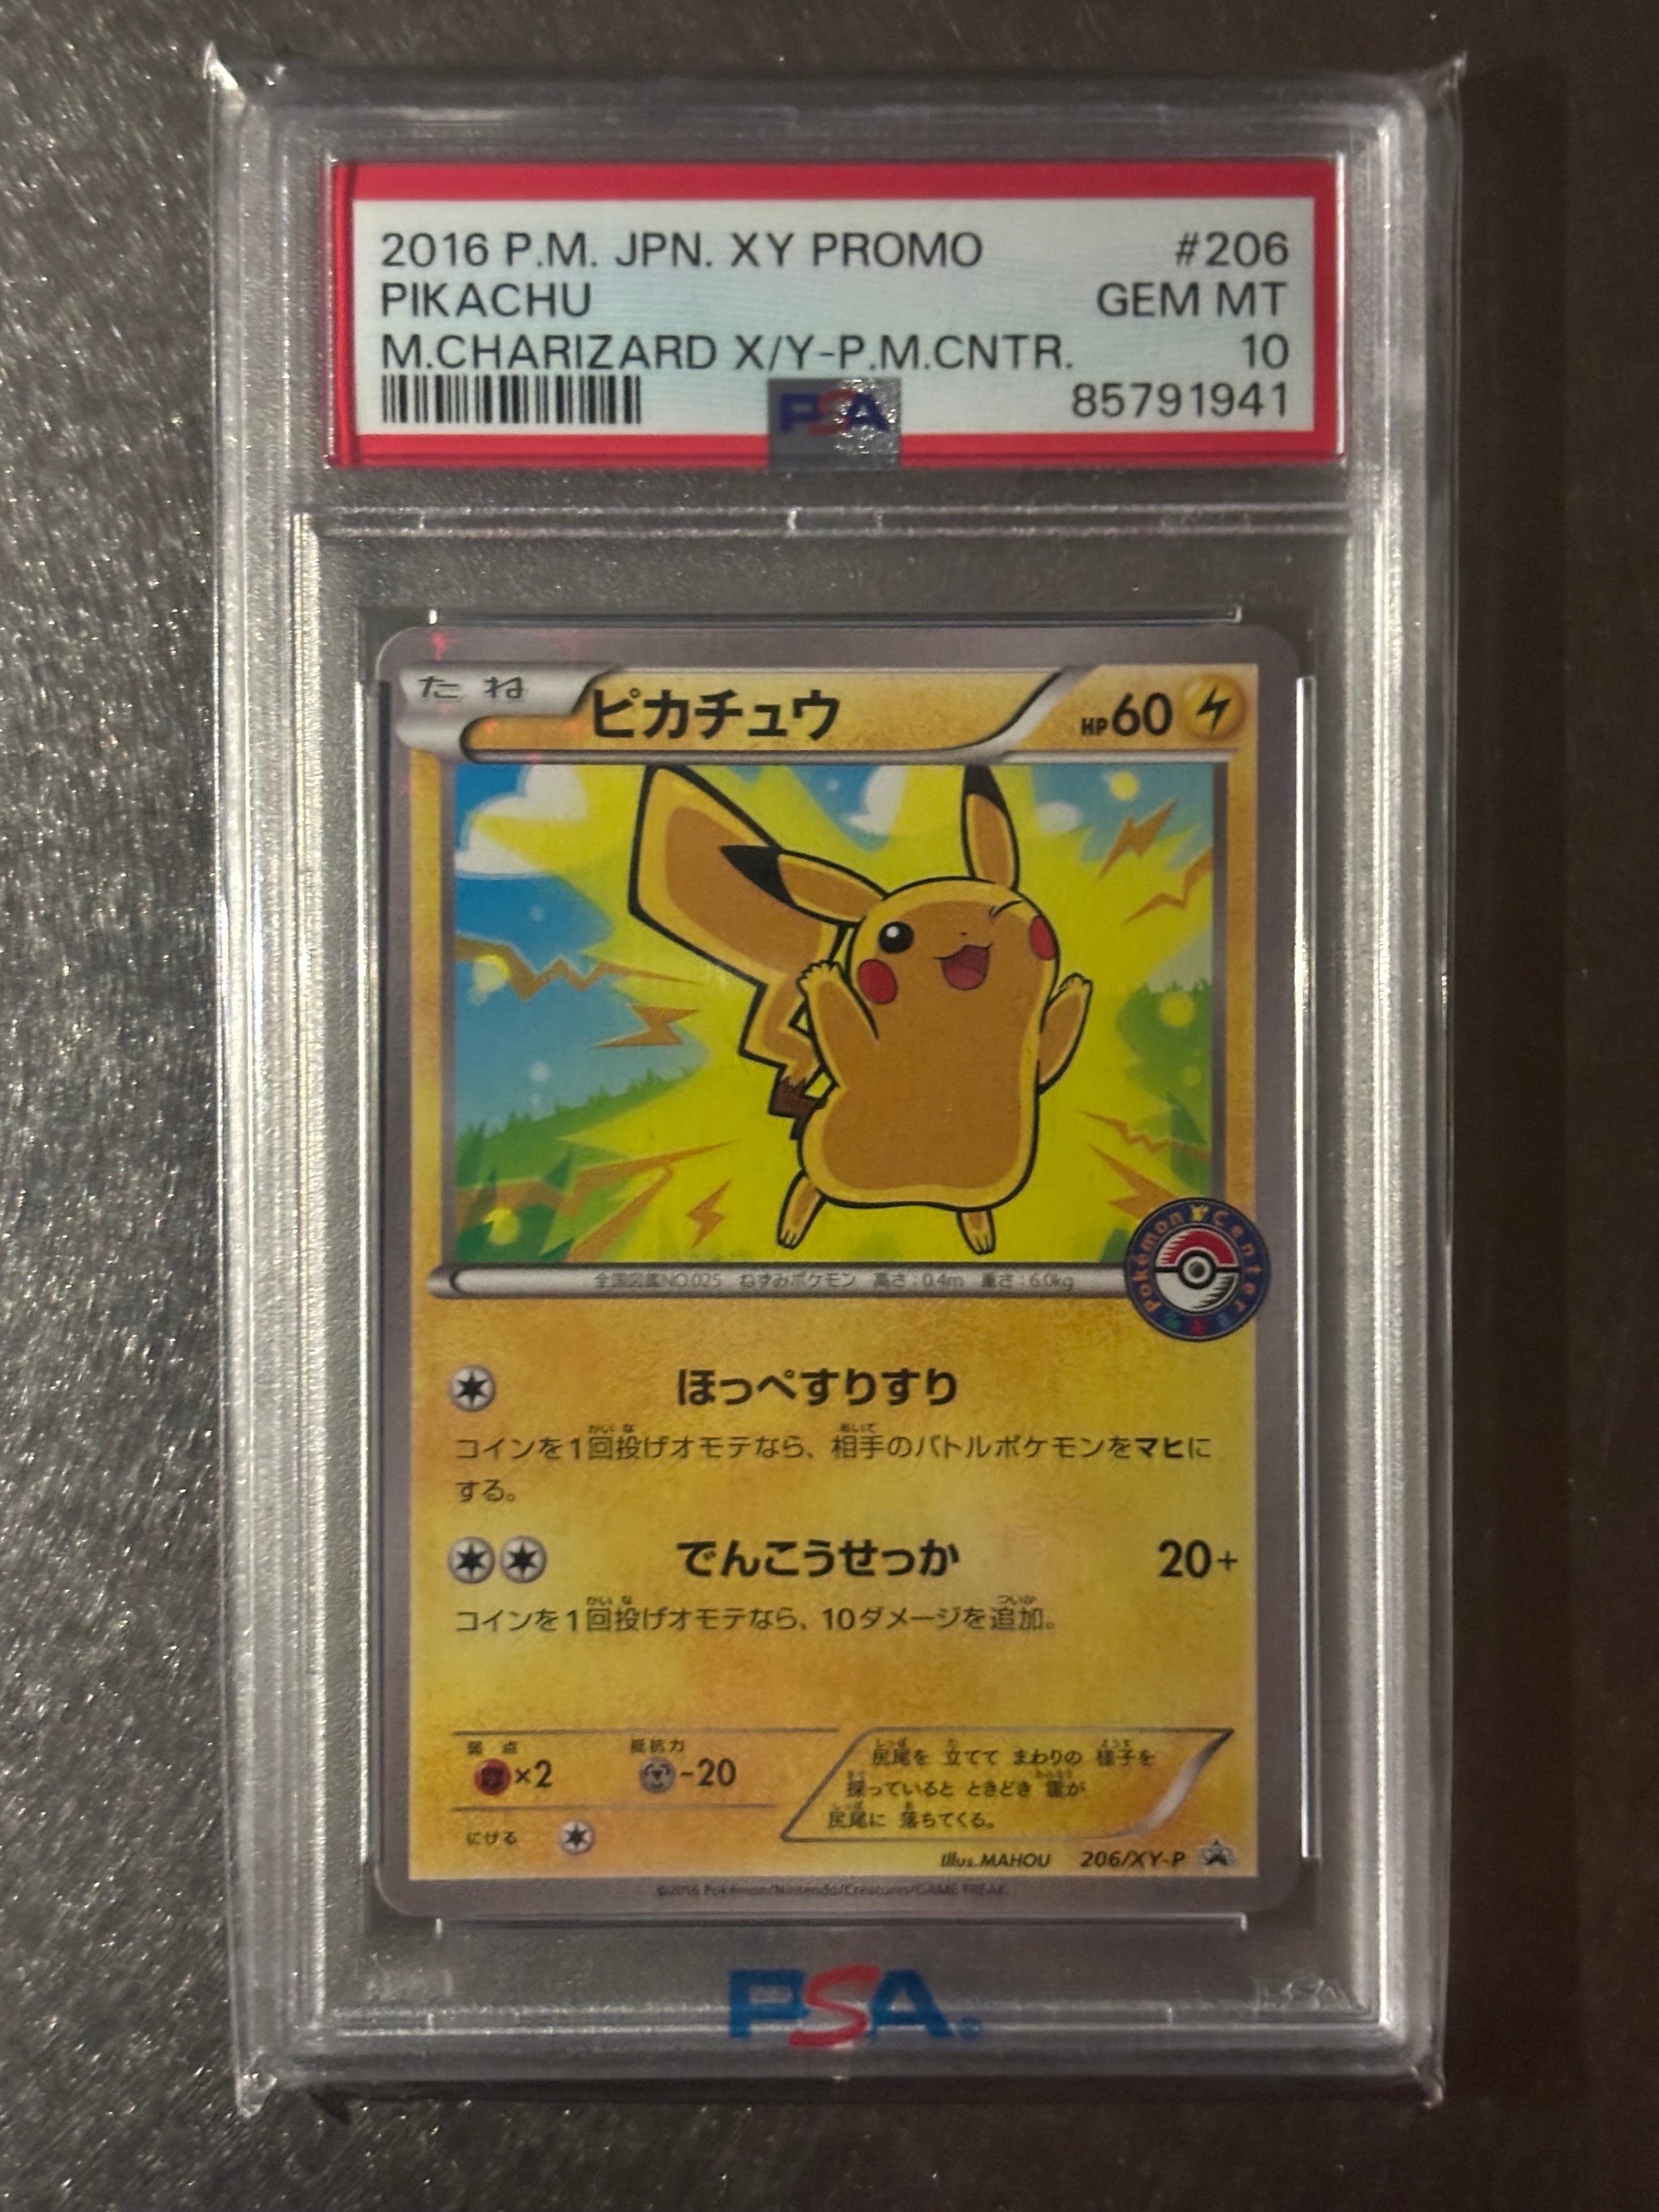 2016 P.M. JPN. XY PROMO #206
PIKACHU GEM MT
M.CHARIZARD X/Y-P.M.CNTR. 10
85791941
PSA
たね ピカチュウ HP60
全国図鑑NO.025 ねずみポケモン 高さ:0.4m 重さ:6.0kg
Pokémon Center
ほっぺすりすり
コインを1回投げオモテなら、相手のバトルポケモンをマヒに
する。
でんこうせっか 20+
コインを1回投げオモテなら、10ダメージを追加。
弱点 抵抗力
×2 -20
にげる
尻尾を 立てて まわりの 様子を
探っていると ときどき 雷が
尻尾に 落ちてくる。
Illus.MAHOU 206/XY-P
©2016 Pokémon/Nintendo/Creatures/GAME FREAK.
PSA